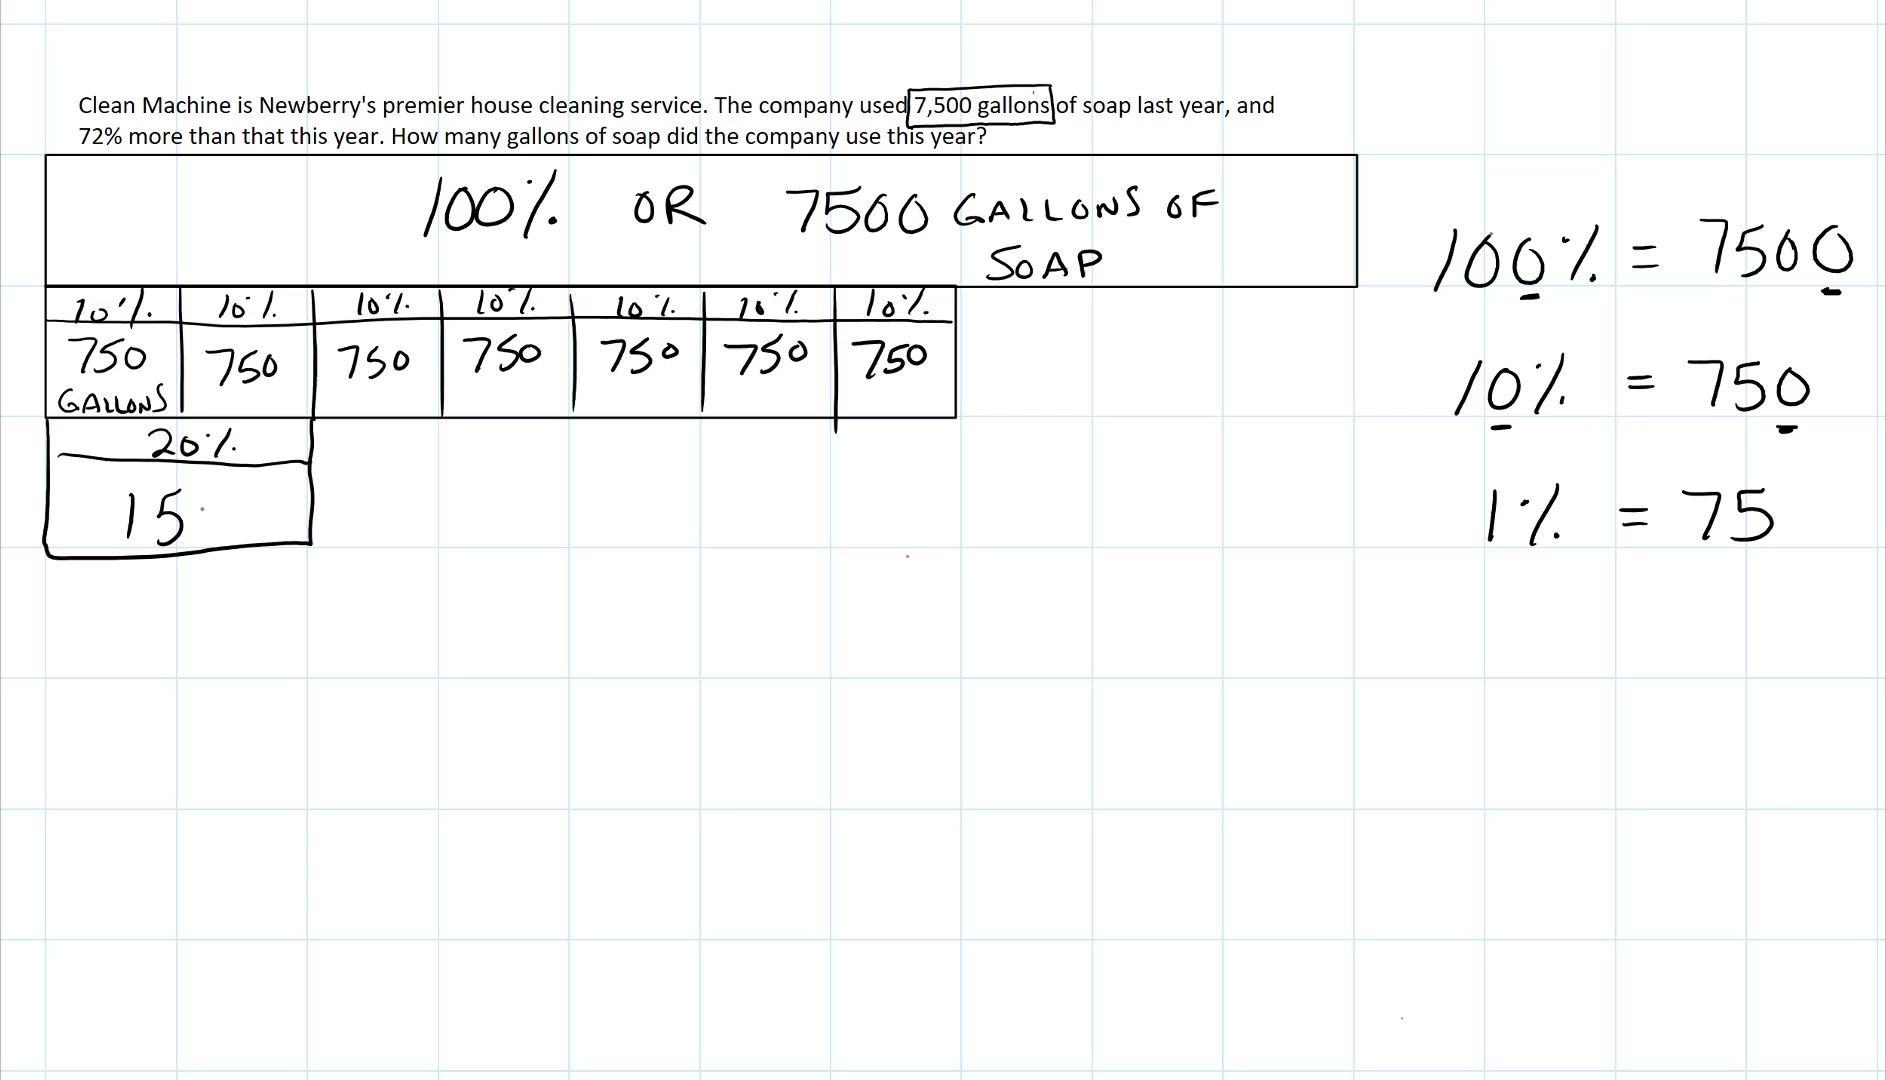 Clean Machine is Newberry's premier house cleaning service. The company used 7,500 gallons of soap last year, and
72% more than that this year. How many gallons of soap did the company use this year?
100% OR 7500 GALLONS OF
SOAP
100% = 7500
10% 10% 10% 10% 10% 10% 10%
750 750 750 750 750 750 750
GALLONS
10% = 750
20%
15
1% = 75